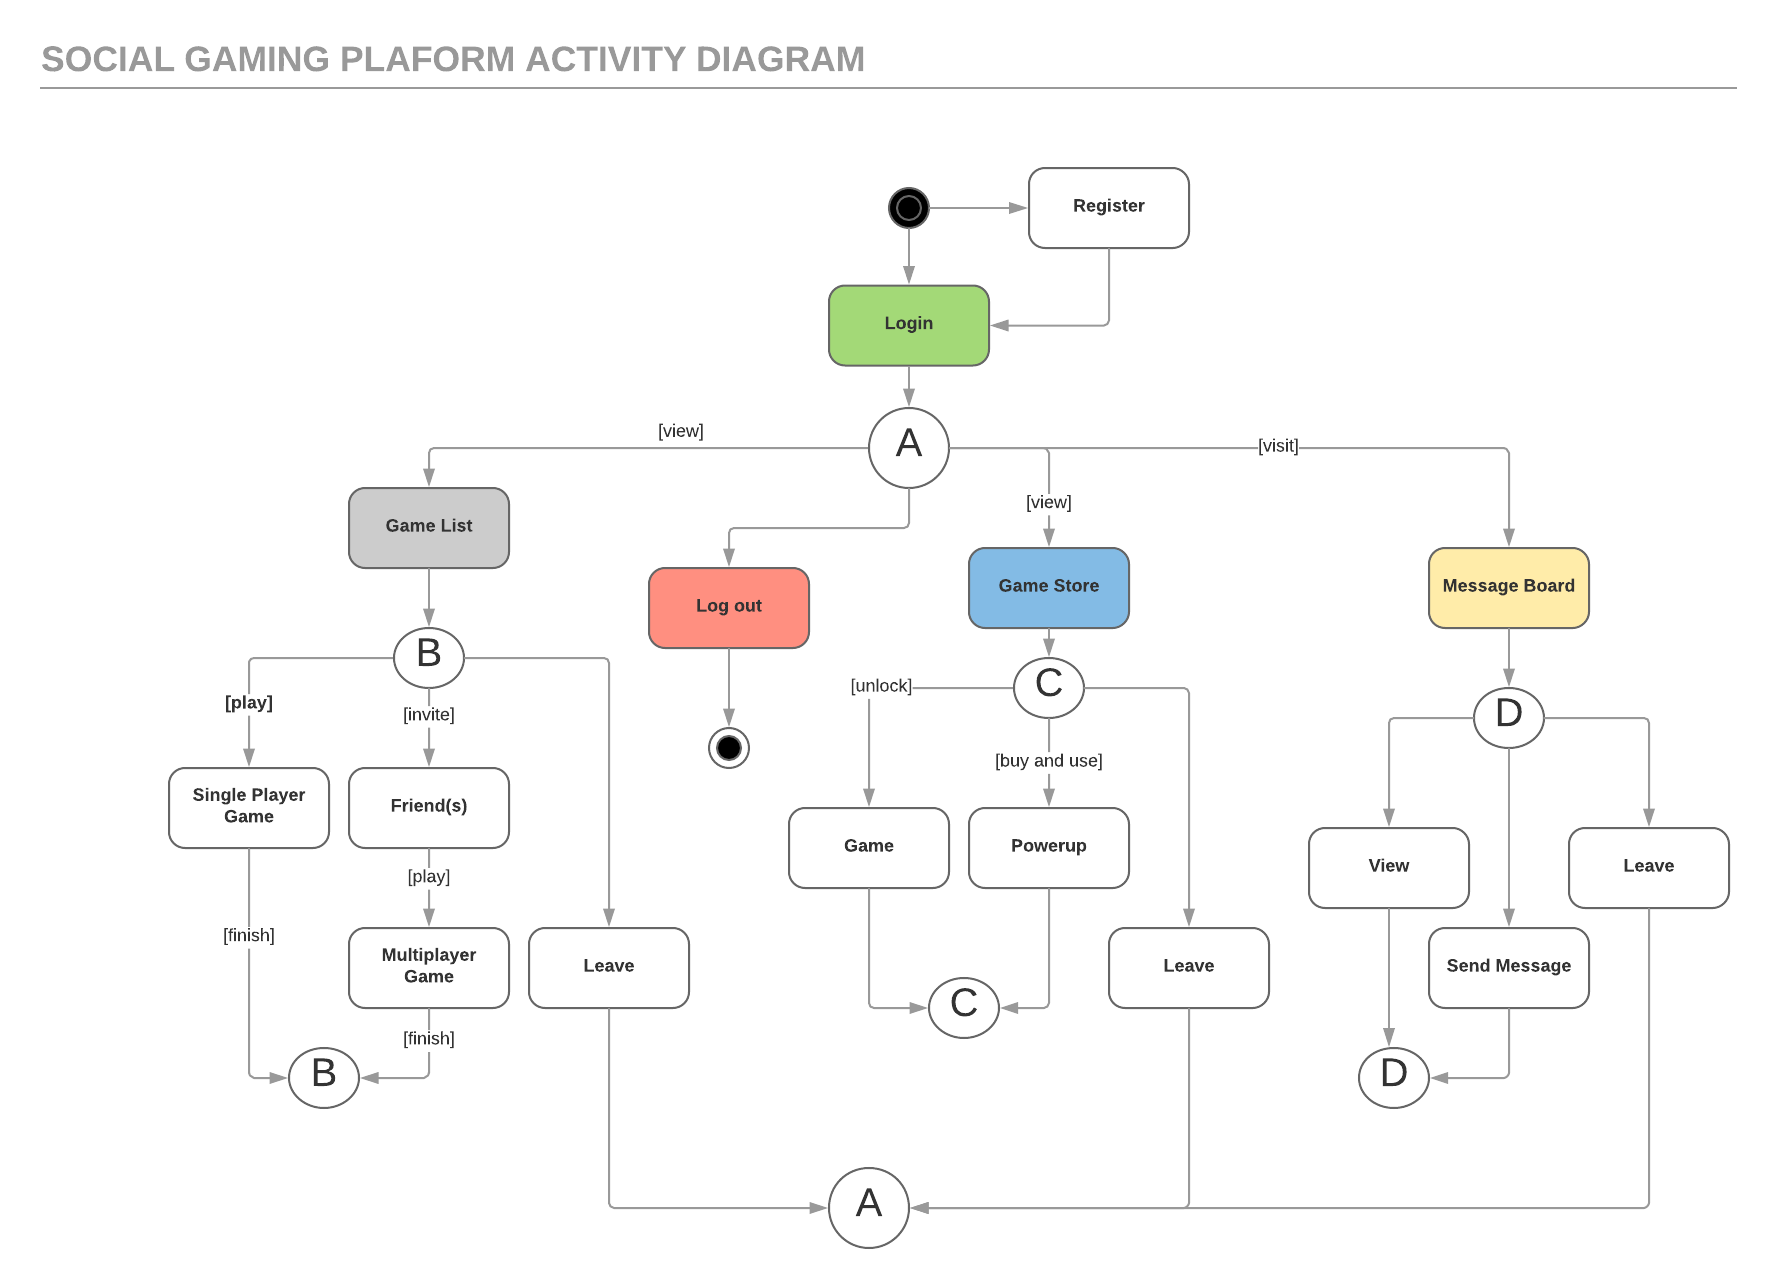 SOCIAL GAMING PLAFORM ACTIVITY DIAGRAM
Register
Login
A
[view]
[visit]
[view]
Game List
Log out
Game Store
Message Board
B
C
D
[play]
[invite]
[unlock]
[buy and use]
Single Player
Game
Friend(s)
Game
Powerup
View
Leave
[play]
[finish]
Multiplayer
Game
Leave
Leave
Send Message
[finish]
C
B
D
A